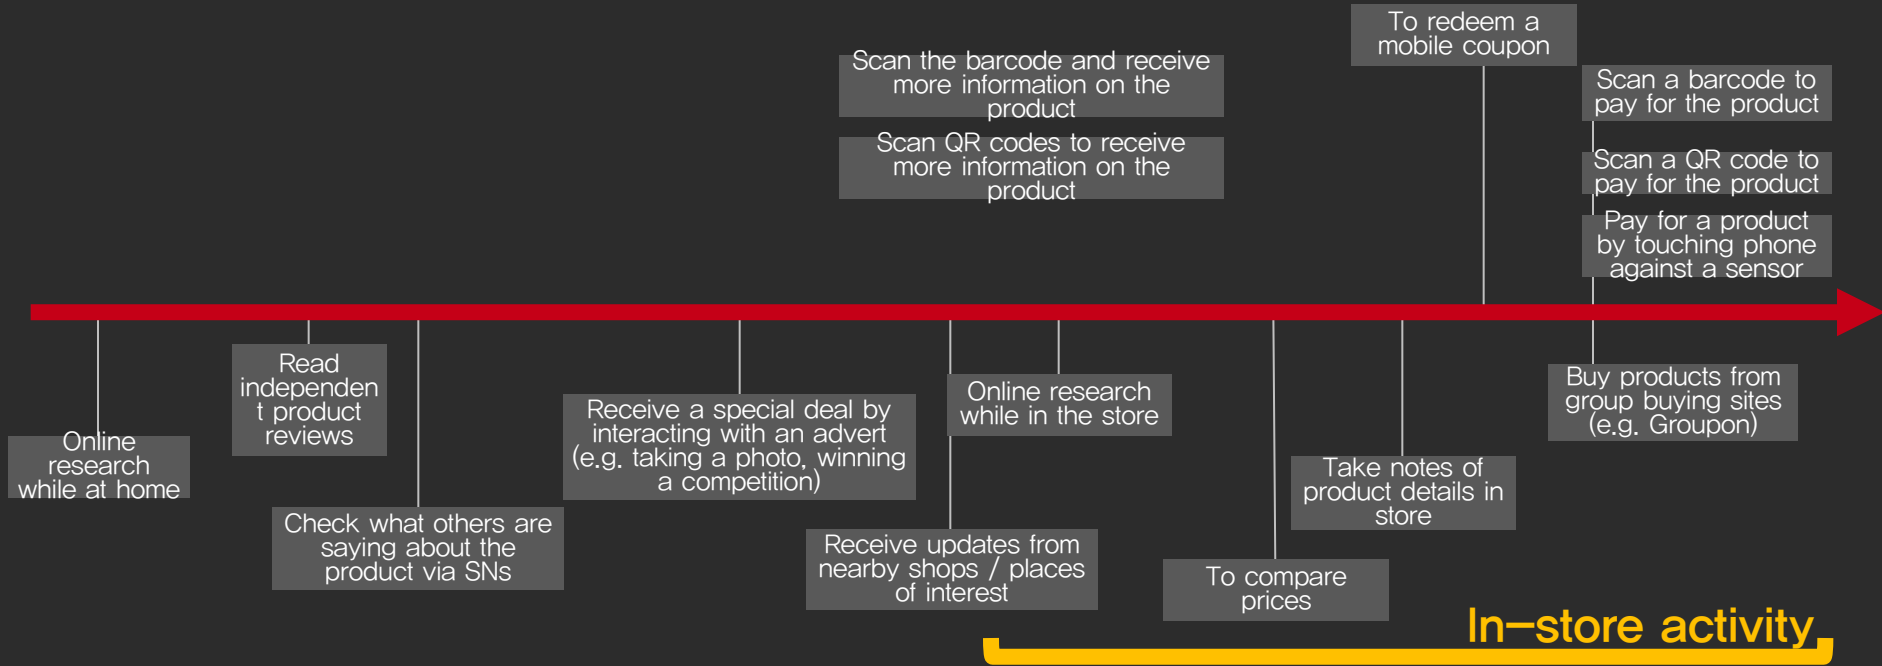 To redeem a
mobile coupon
Scan the barcode and receive
more information on the
product
Scan a barcode to
pay for the product
Scan QR codes to receive
more information on the
product
Scan a QR code to
pay for the product
Pay for a product
by touching phone
against a sensor
Online
research
while at home
Read
independen
t product
reviews
Check what others are
saying about the
product via SNs
Receive a special deal by
interacting with an advert
(e.g. taking a photo, winning
a competition)
Receive updates from
nearby shops / places
of interest
Online research
while in the store
To compare
prices
Take notes of
product details in
store
Buy products from
group buying sites
(e.g. Groupon)
In-store activity